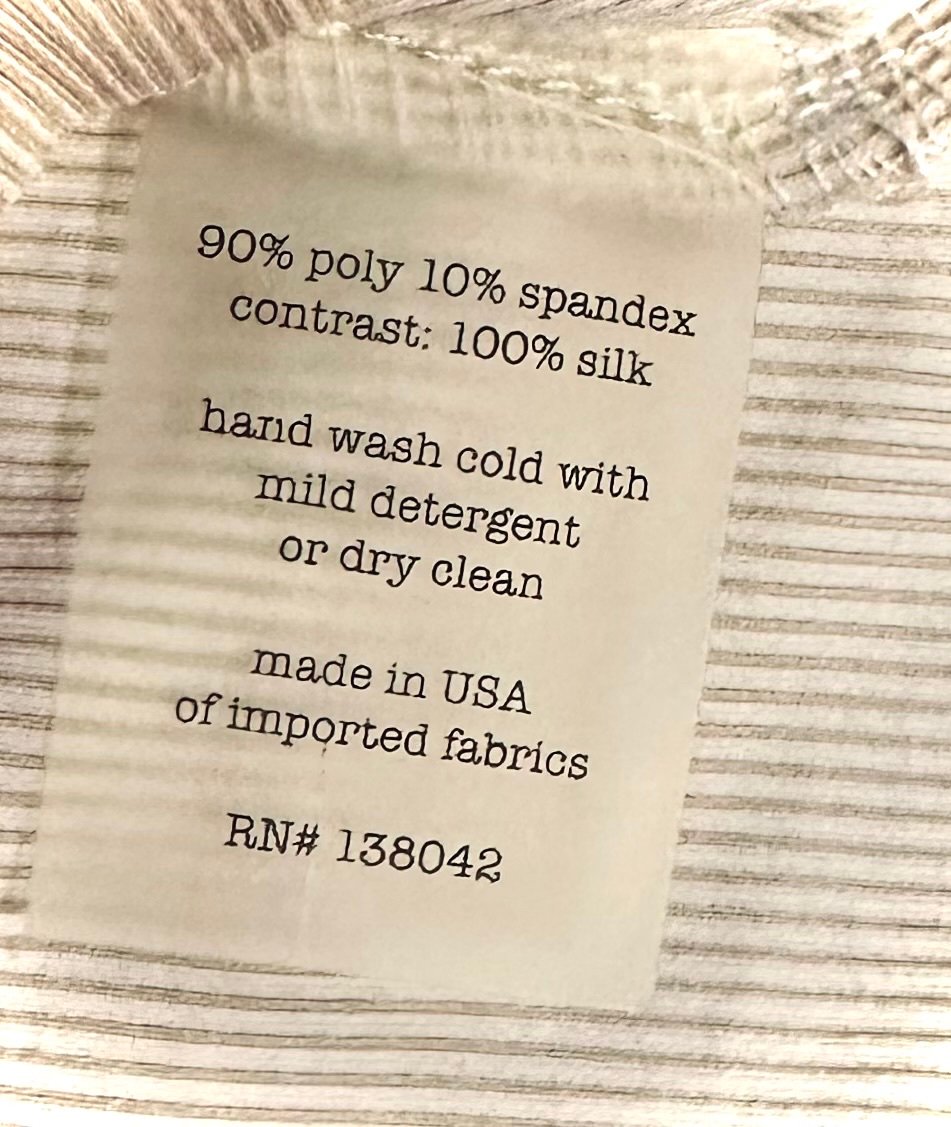 90% poly 10% spandex
contrast: 100% silk
hand wash cold with
mild detergent
or dry clean
made in USA
of imported fabrics
RN# 138042